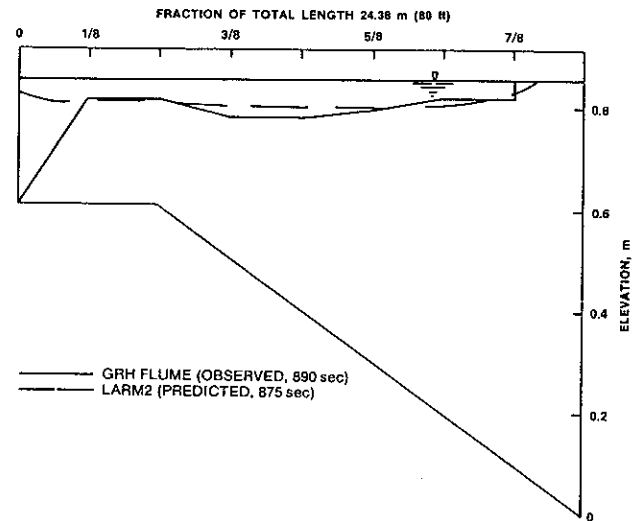 FRACTION OF TOTAL LENGTH 24.38 m (80 ft)
0 1/8 3/8 5/8 7/8
0.8
0.6
0.4
0.2
0
ELEVATION, m
GRH FLUME (OBSERVED, 890 sec)
LARM2 (PREDICTED, 875 sec)